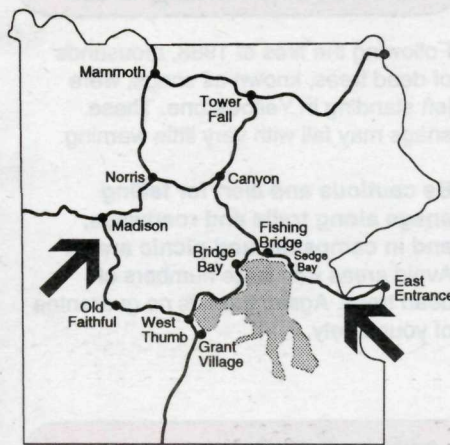 Mammoth
Tower
Fall
Norris
Canyon
Madison
Fishing
Bridge
Sedge
Bay
Bridge
Bay
East
Entrance
Old
Faithful
West
Thumb
Grant
Village